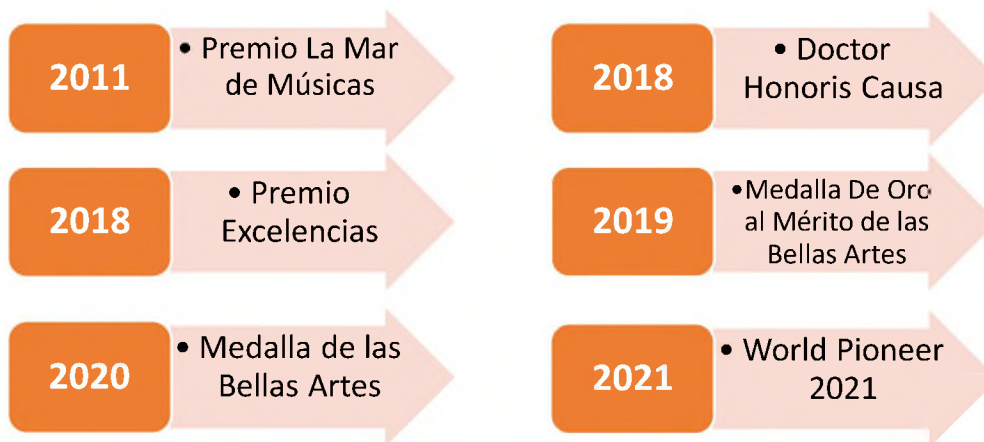 2011
• Premio La Mar
de Músicas
2018
• Doctor
Honoris Causa
2018
• Premio
Excelencias
2019
•Medalla De Oro
al Mérito de las
Bellas Artes
2020
• Medalla de las
Bellas Artes
2021
• World Pioneer
2021